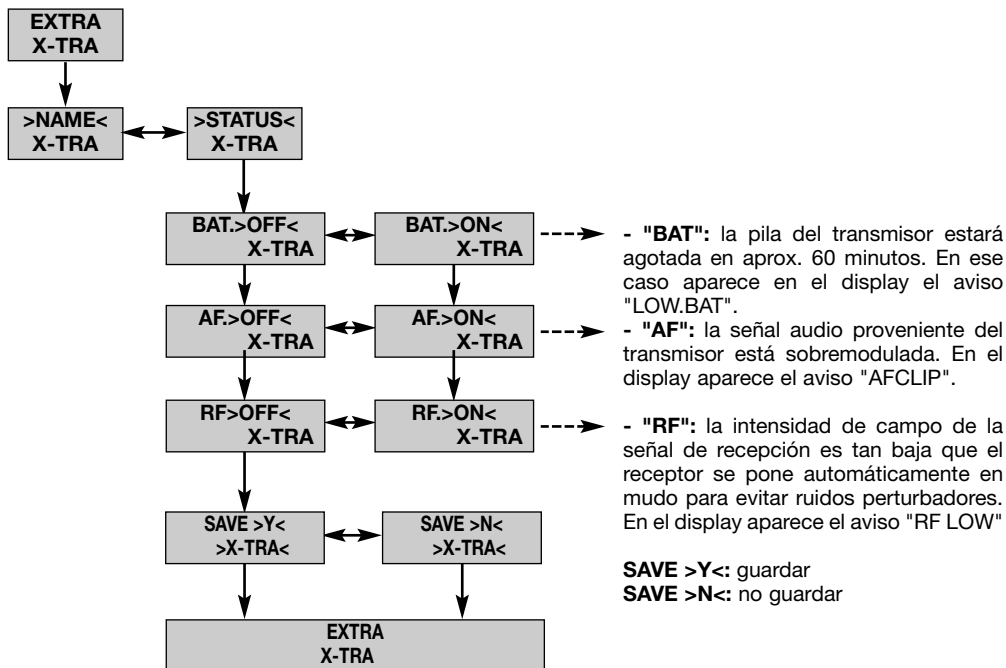 EXTRA
X-TRA
>NAME<
X-TRA
>STATUS<
X-TRA
BAT.>OFF<
X-TRA
BAT.>ON<
X-TRA
- "BAT": la pila del transmisor estará
agotada en aprox. 60 minutos. En ese
caso aparece en el display el aviso
"LOW.BAT".
AF.>OFF<
X-TRA
AF.>ON<
X-TRA
- "AF": la señal audio proveniente del
transmisor está sobremodulada. En el
display aparece el aviso "AFCLIP".
RF>OFF<
X-TRA
RF.>ON<
X-TRA
- "RF": la intensidad de campo de la
señal de recepción es tan baja que el
receptor se pone automáticamente en
mudo para evitar ruidos perturbadores.
En el display aparece el aviso "RF LOW"
SAVE >Y<
>X-TRA<
SAVE >N<
>X-TRA<
SAVE >Y<: guardar
SAVE >N<: no guardar
EXTRA
X-TRA